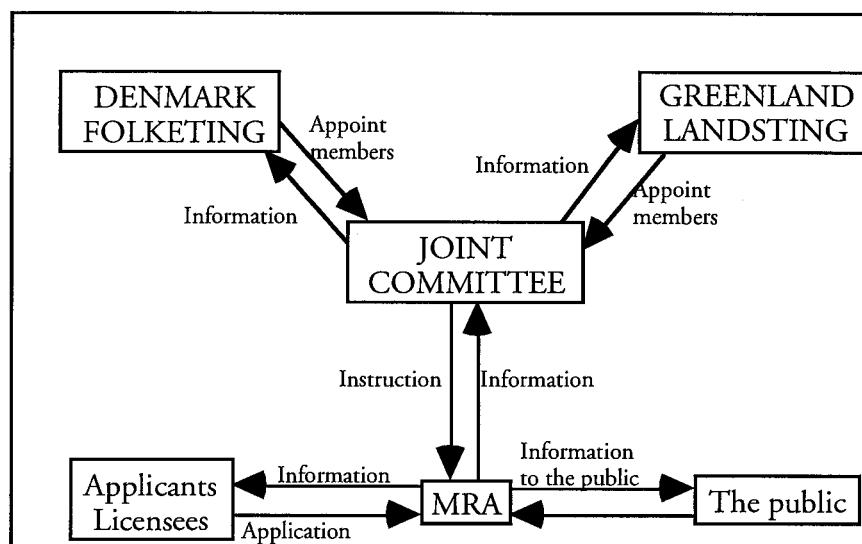 DENMARK
FOLKETING
GREENLAND
LANDSTING
Appoint
members
Information
Information
Appoint
members
JOINT
COMMITTEE
Instruction
Information
Applicants
Licensees
Information
Application
MRA
Information
to the public
The public